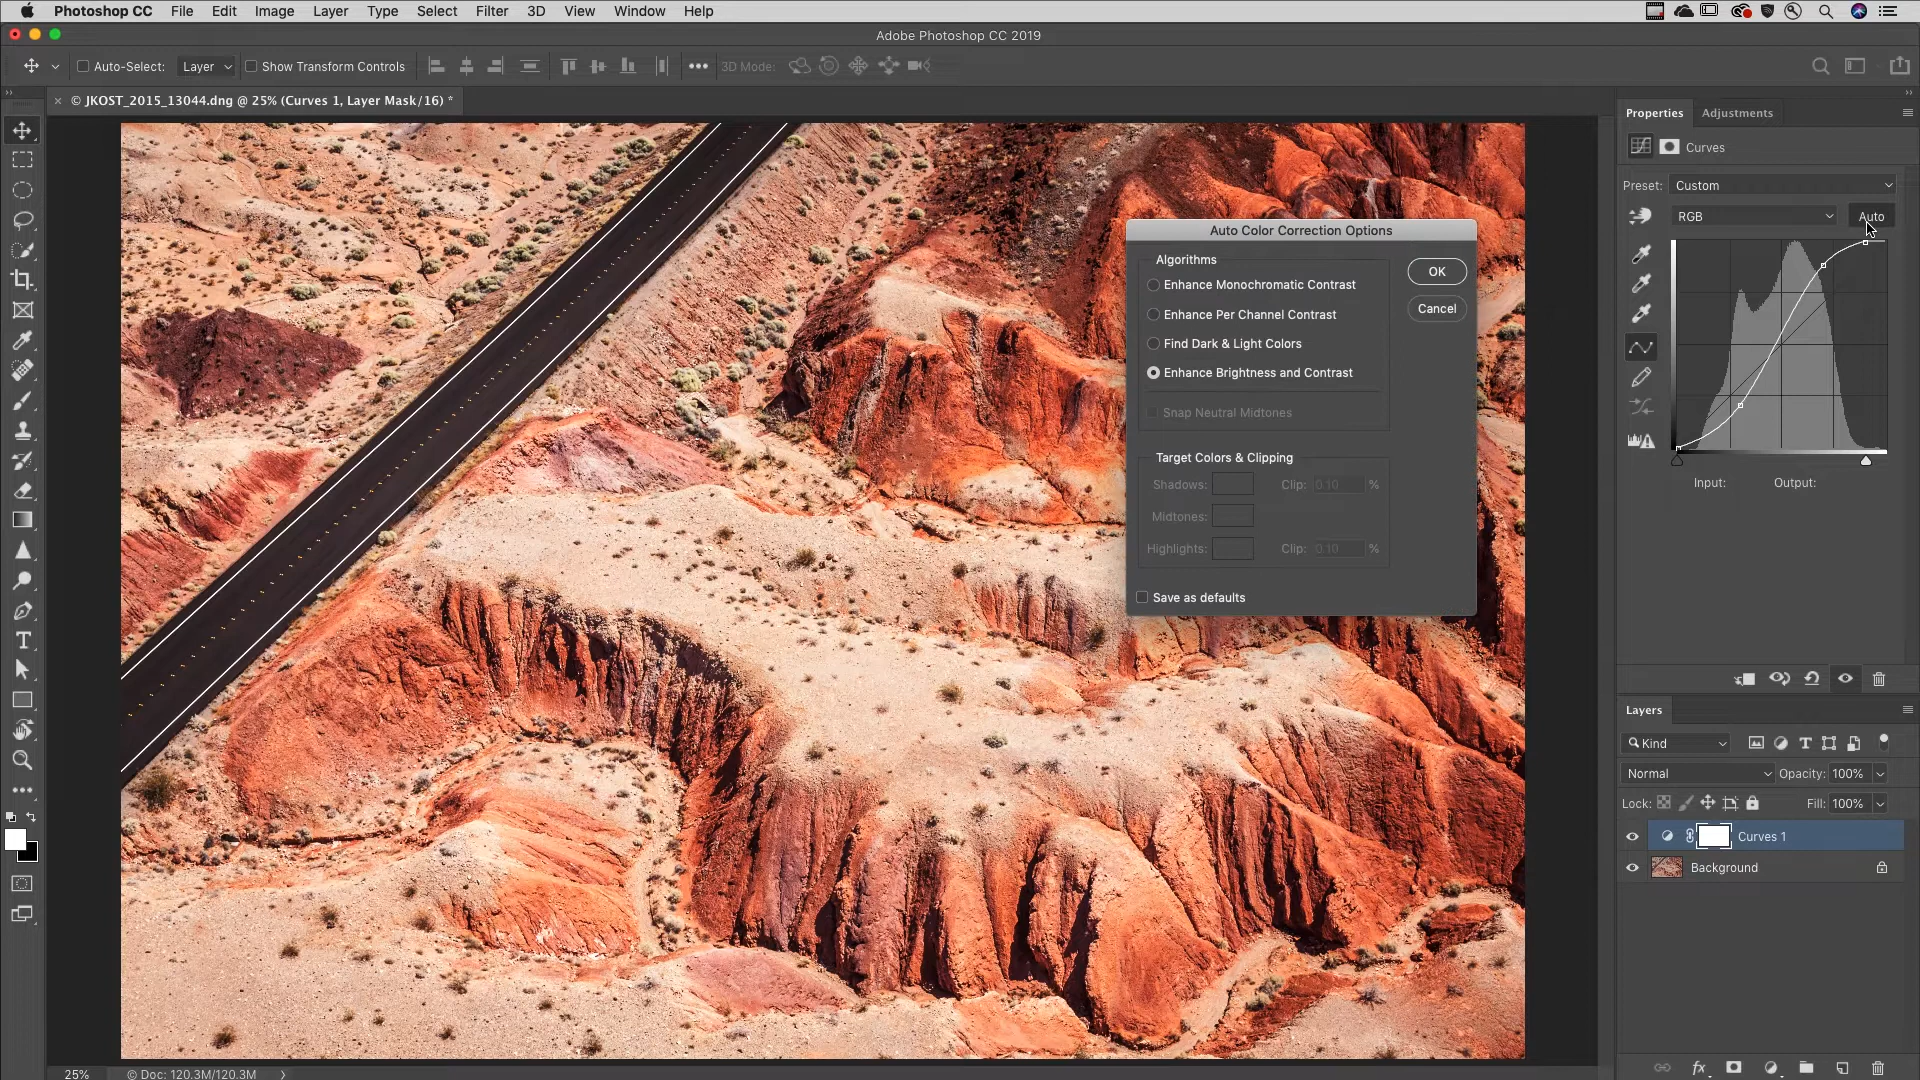 Photoshop CC File Edit Image Layer Type Select Filter 3D View Window Help
Adobe Photoshop CC 2019
Auto-Select: Layer Show Transform Controls 3D Mode:
© JKOST_2015_13044.dng @ 25% (Curves 1, Layer Mask/16) *
Properties Adjustments
Curves
Preset: Custom
RGB Auto
Auto Color Correction Options
Algorithms
Enhance Monochromatic Contrast
Enhance Per Channel Contrast
Find Dark & Light Colors
Enhance Brightness and Contrast
Snap Neutral Midtones
OK
Cancel
Target Colors & Clipping
Shadows: Clip: 0.10 %
Midtones:
Highlights: Clip: 0.10 %
Save as defaults
Input: Output:
Layers
Kind
Normal Opacity: 100%
Lock: Fill: 100%
Curves 1
Background
fx
25% © Doc: 120.3M/120.3M